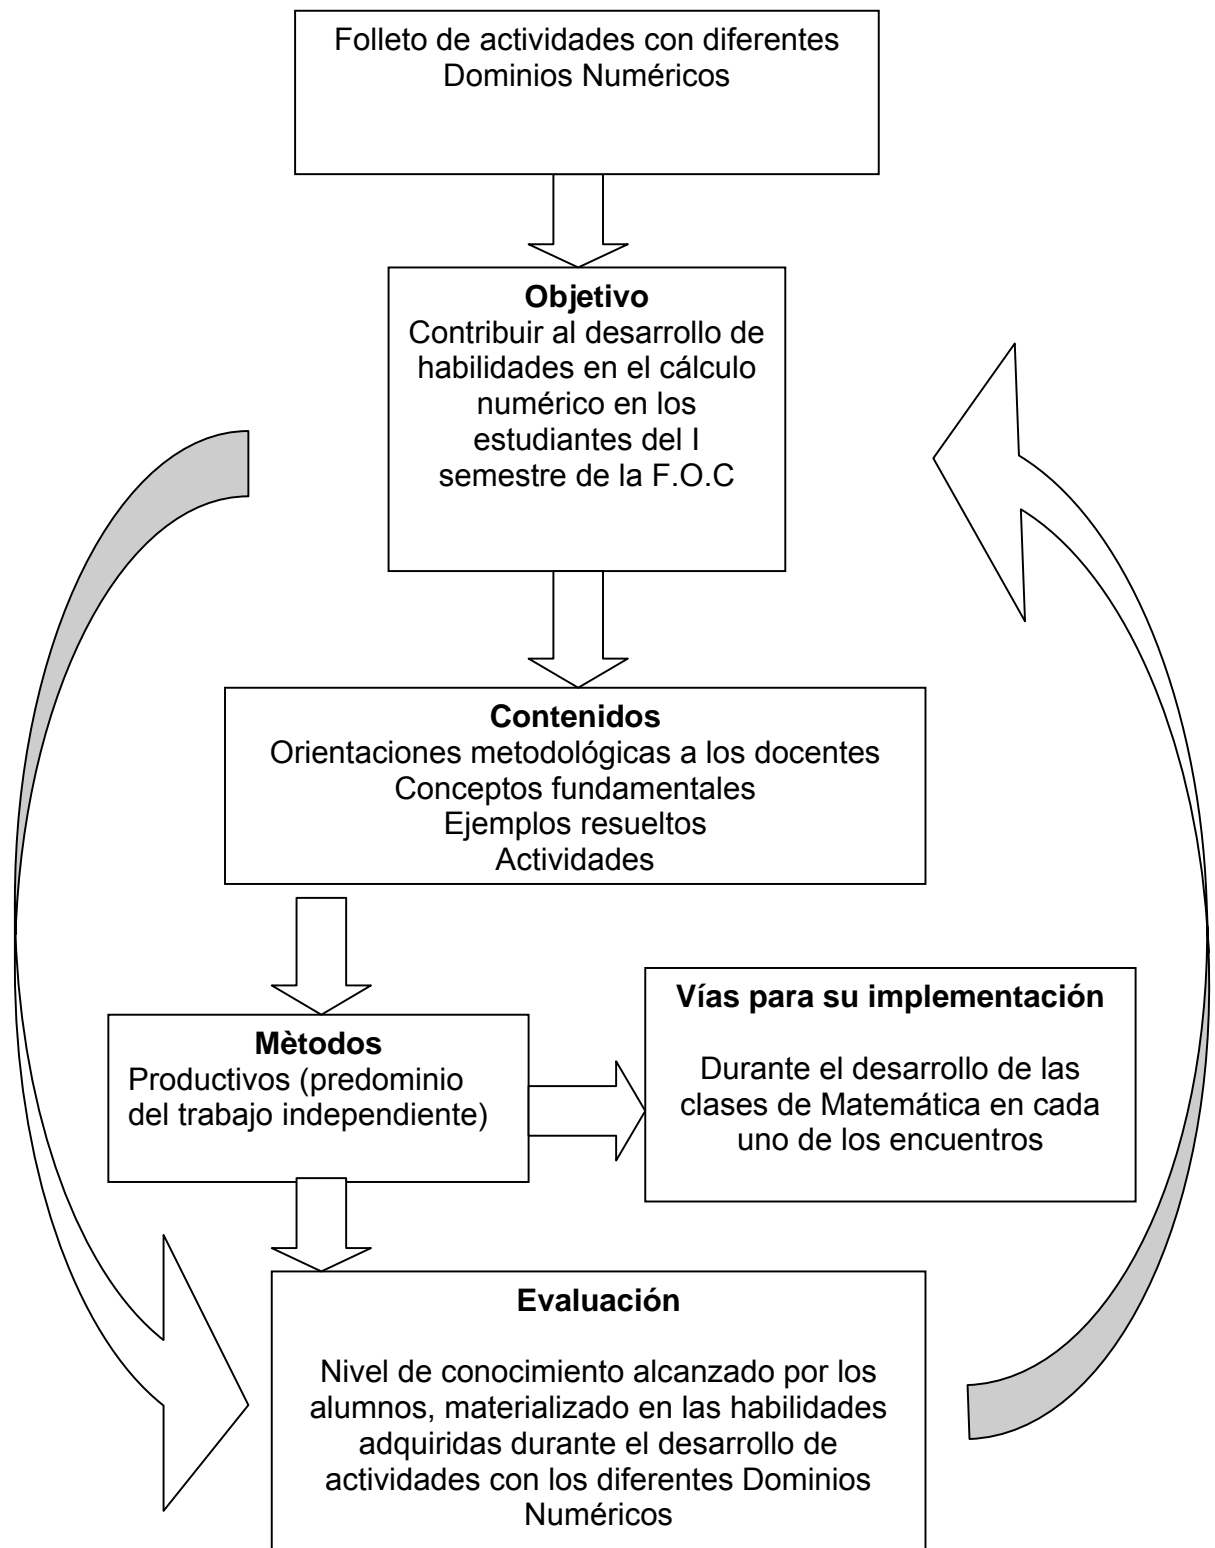 Folleto de actividades con diferentes
Dominios Numéricos
Objetivo
Contribuir al desarrollo de
habilidades en el cálculo
numérico en los
estudiantes del I
semestre de la F.O.C
Contenidos
Orientaciones metodológicas a los docentes
Conceptos fundamentales
Ejemplos resueltos
Actividades
Mètodos
Productivos (predominio
del trabajo independiente)
Vías para su implementación
Durante el desarrollo de las
clases de Matemática en cada
uno de los encuentros
Evaluación
Nivel de conocimiento alcanzado por los
alumnos, materializado en las habilidades
adquiridas durante el desarrollo de
actividades con los diferentes Dominios
Numéricos